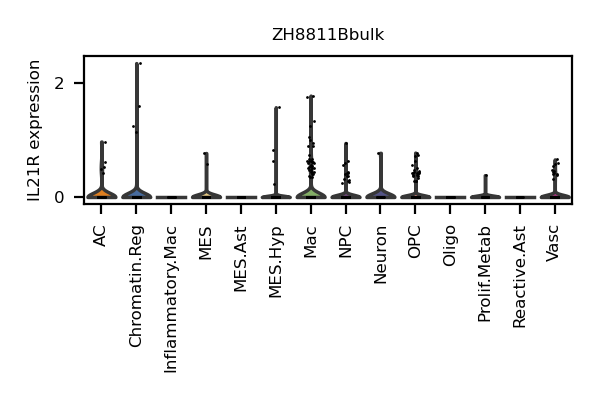 ZH8811Bbulk
IL21R expression
2
0
AC
Chromatin.Reg
Inflammatory.Mac
MES
MES.Ast
MES.Hyp
Mac
NPC
Neuron
OPC
Oligo
Prolif.Metab
Reactive.Ast
Vasc